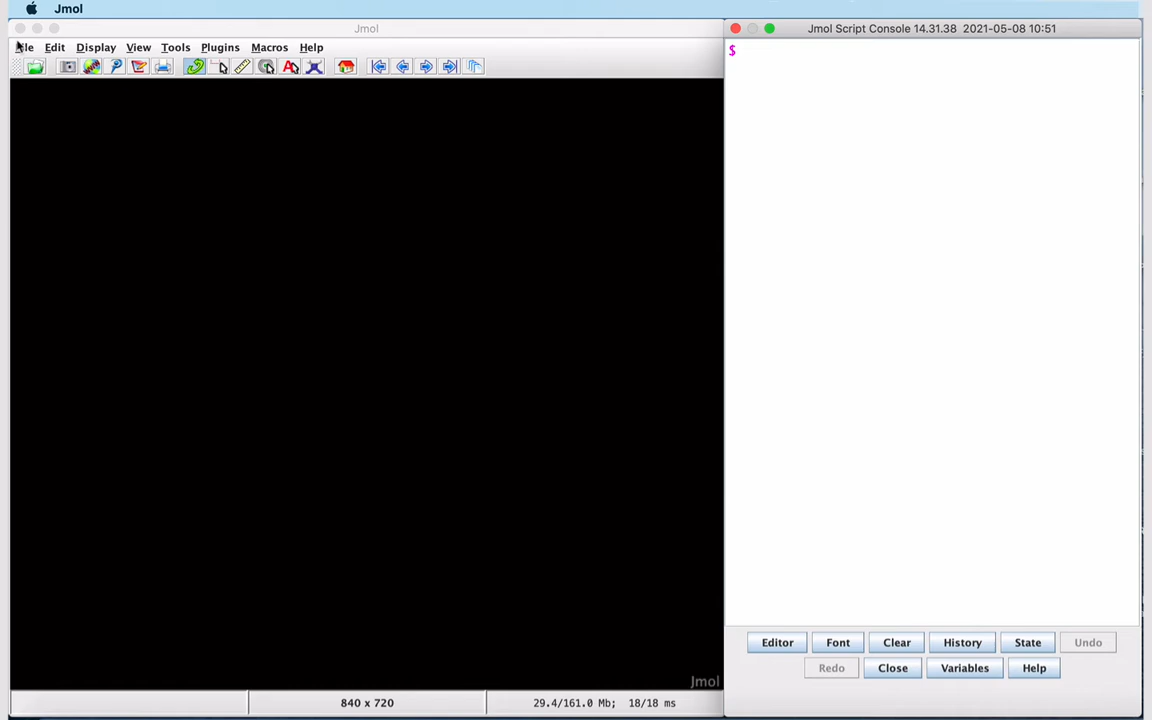 Jmol
Jmol
Jmol Script Console 14.31.38 2021-05-08 10:51
Edit Display View Tools Plugins Macros Help
$
Jmol
840 x 720
29.4/161.0 Mb; 18/18 ms
Editor Font Clear History State Undo
Redo Close Variables Help